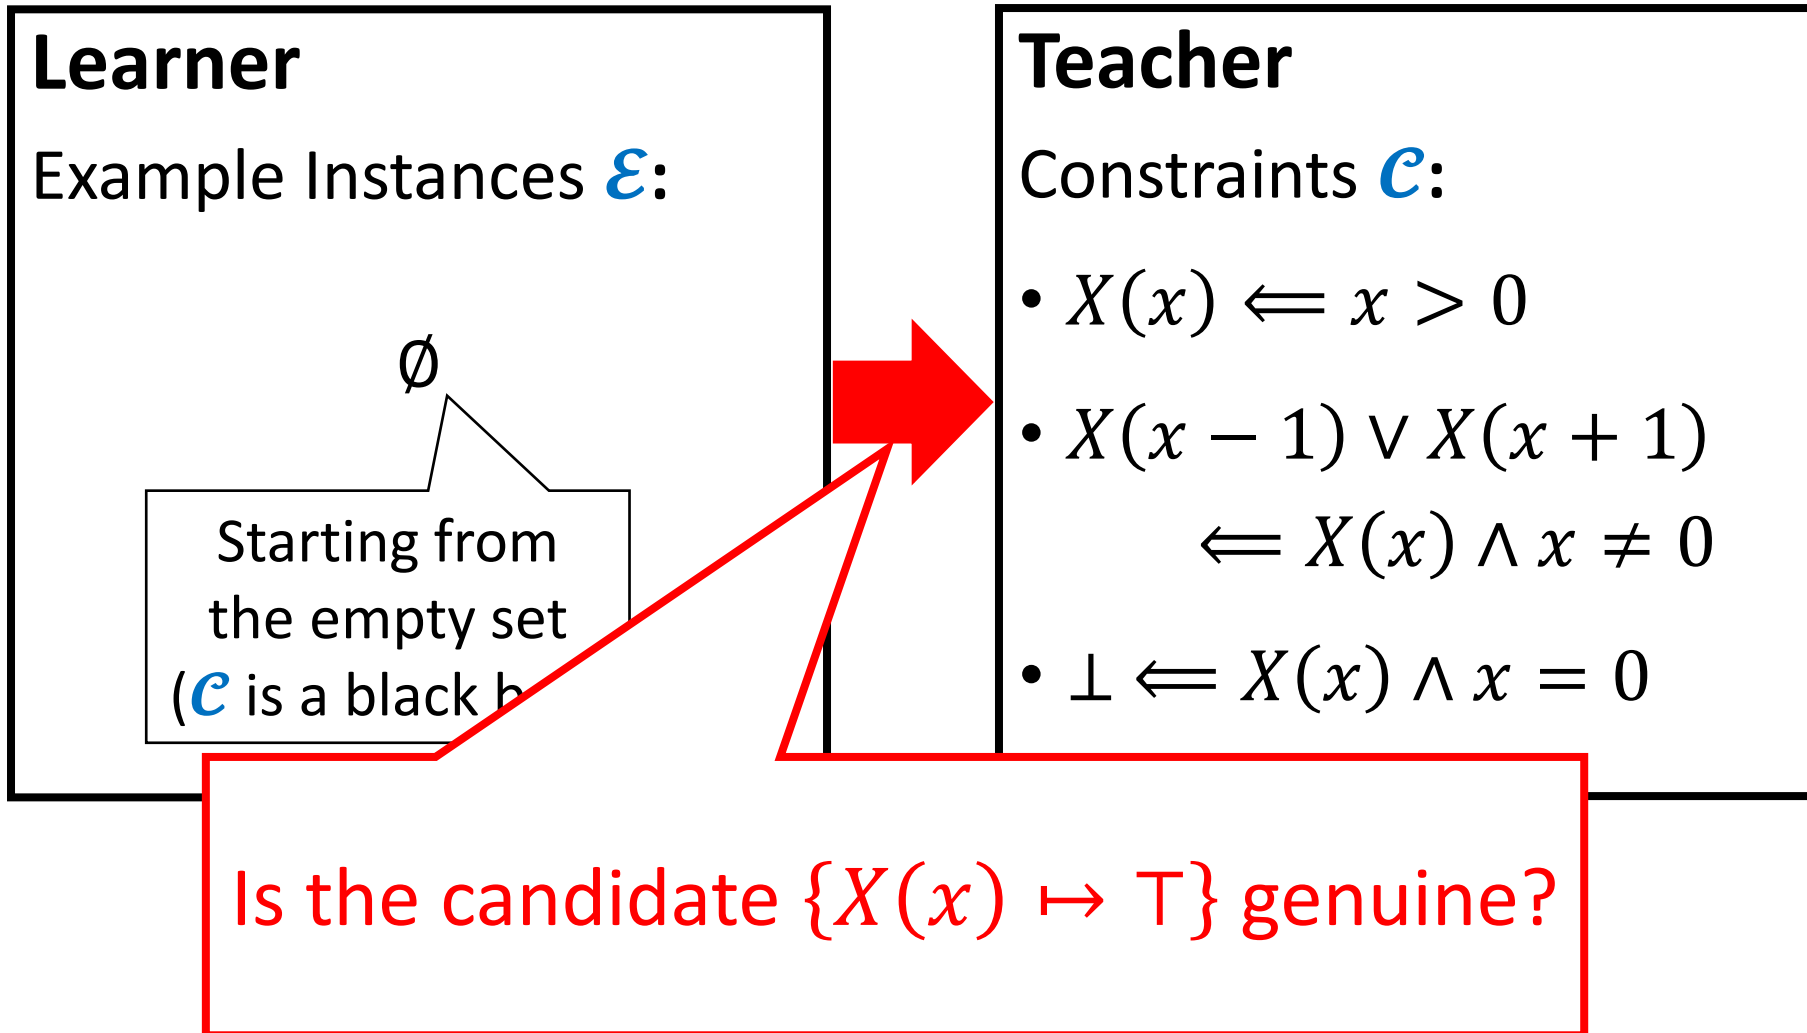 Learner
Example Instances ℰ:
∅
Starting from
the empty set
(𝒞 is a black
Teacher
Constraints 𝒞:
• X(x) ⟸ x > 0
• X(x − 1) ∨ X(x + 1)
⟸ X(x) ∧ x ≠ 0
• ⊥ ⟸ X(x) ∧ x = 0
Is the candidate {X(x) ↦ ⊤} genuine?